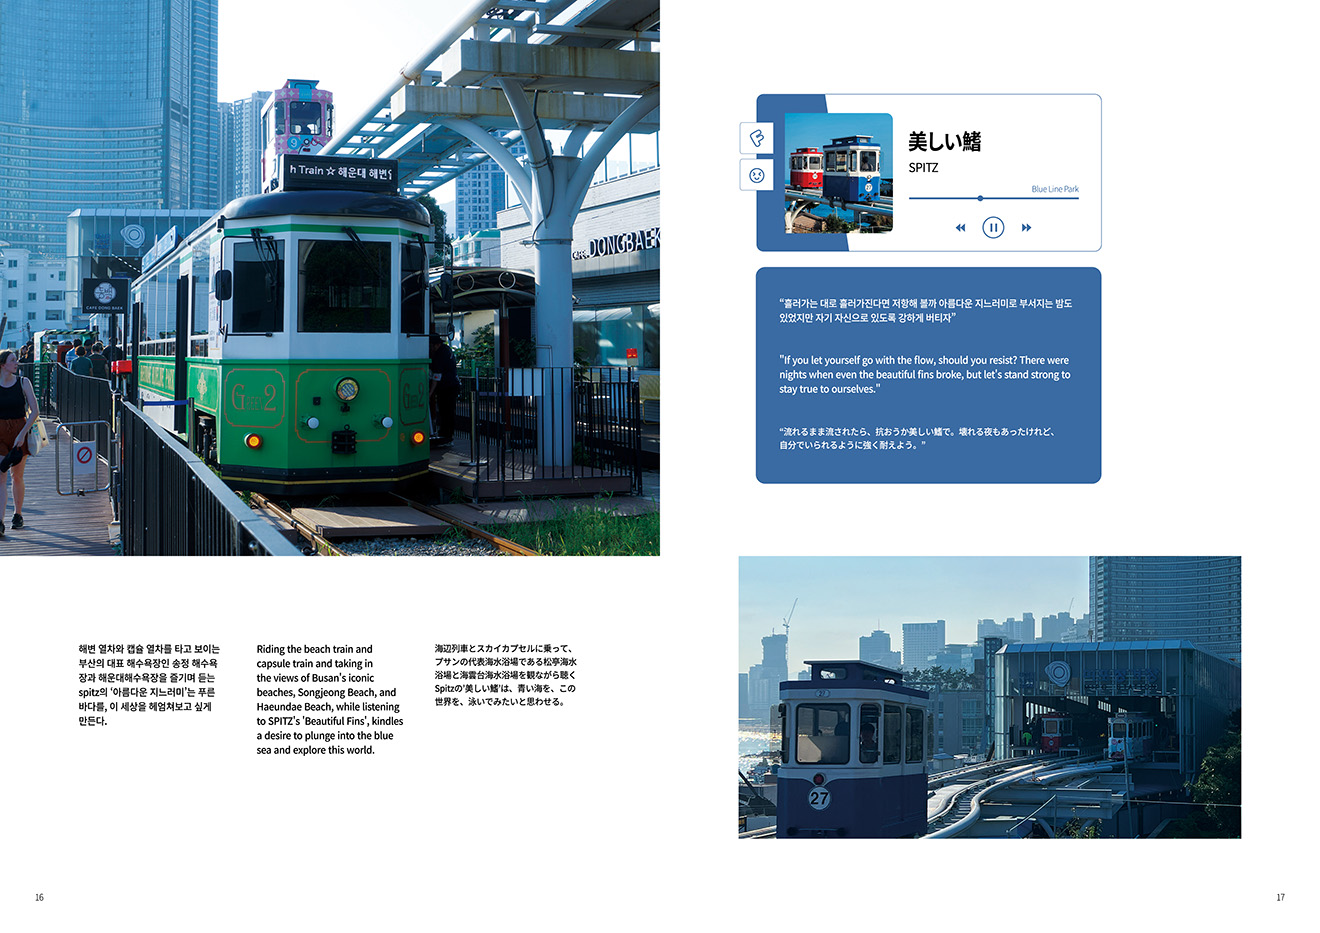 h Train ☆ 해운대 해변열
CAFE DONGBAEK
CAFE DONG BAEK
9
G 2
G 2
해변 열차와 캡슐 열차를 타고 보이는
부산의 대표 해수욕장인 송정 해수욕
장과 해운대해수욕장을 즐기며 듣는
spitz의 ‘아름다운 지느러미’는 푸른
바다를, 이 세상을 헤엄쳐보고 싶게
만든다.
Riding the beach train and
capsule train and taking in
the views of Busan's iconic
beaches, Songjeong Beach, and
Haeundae Beach, while listening
to SPITZ's 'Beautiful Fins', kindles
a desire to plunge into the blue
sea and explore this world.
海辺列車とスカイカプセルに乗って、
プサンの代表海水浴場である松亭海水
浴場と海雲台海水浴場を観ながら聴く
Spitzの'美しい鰭'は、青い海を、この
世界を、泳いでみたいと思わせる。
16
美しい鰭
SPITZ
Blue Line Park
27
“흘러가는 대로 흘러가진다면 저항해 볼까 아름다운 지느러미로 부서지는 밤도
있었지만 자기 자신으로 있도록 강하게 버티자”
"If you let yourself go with the flow, should you resist? There were
nights when even the beautiful fins broke, but let's stand strong to
stay true to ourselves."
“流れるまま流されたら、抗おうか美しい鰭で。壊れる夜もあったけれど、
自分でいられるように強く耐えよう。”
27
27
17